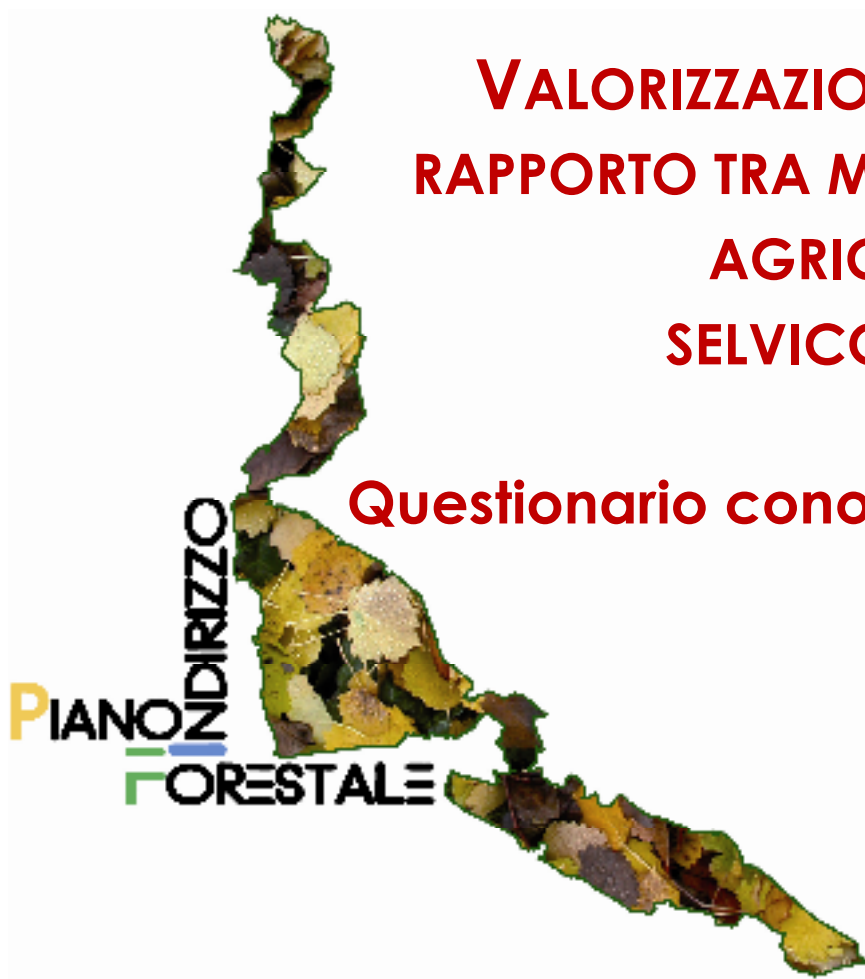 VALORIZZAZIO
RAPPORTO TRA M
AGRIC
SELVICO
Questionario cono
PIANO
INDIRIZZO
FORESTALE